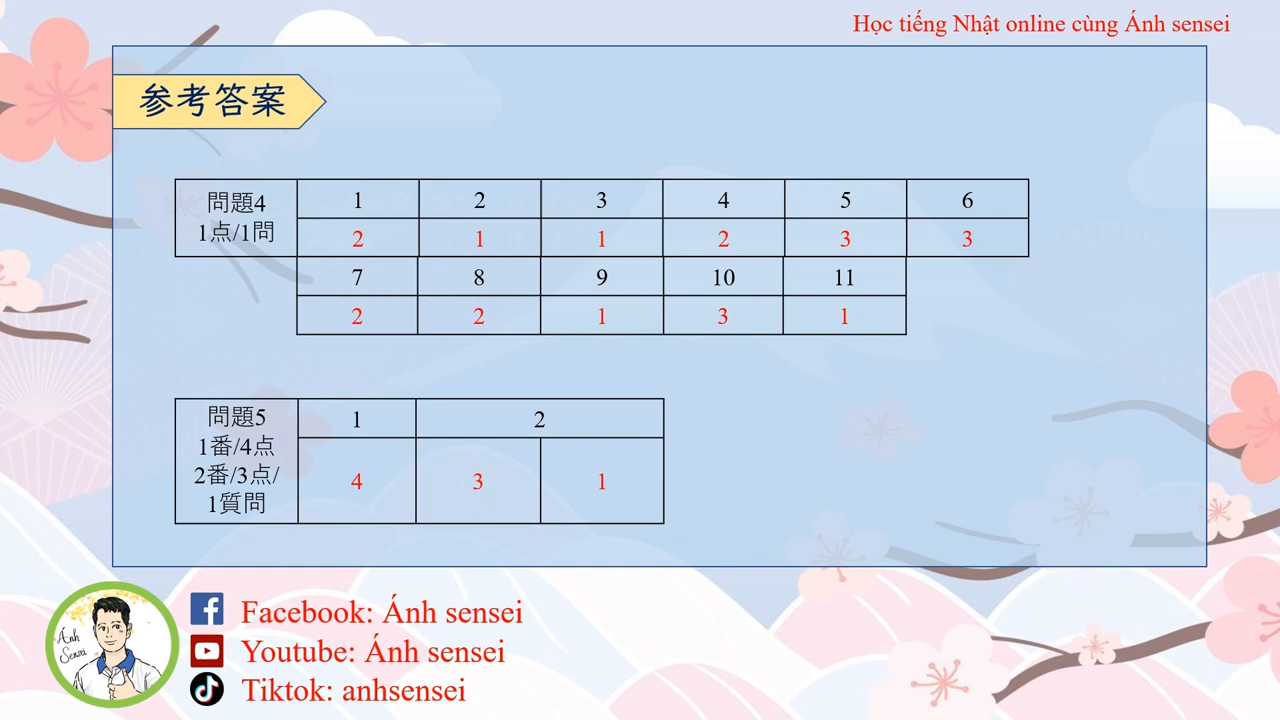 Học tiếng Nhật online cùng Ánh sensei
参考答案
問題4
1点/1問
1 2 3 4 5 6
2 1 1 2 3 3
7 8 9 10 11
2 2 1 3 1
問題5
1番/4点
2番/3点/
1質問
1 2
4 3 1
Ánh
Sensei
Facebook: Ánh sensei
Youtube: Ánh sensei
Tiktok: anhsensei